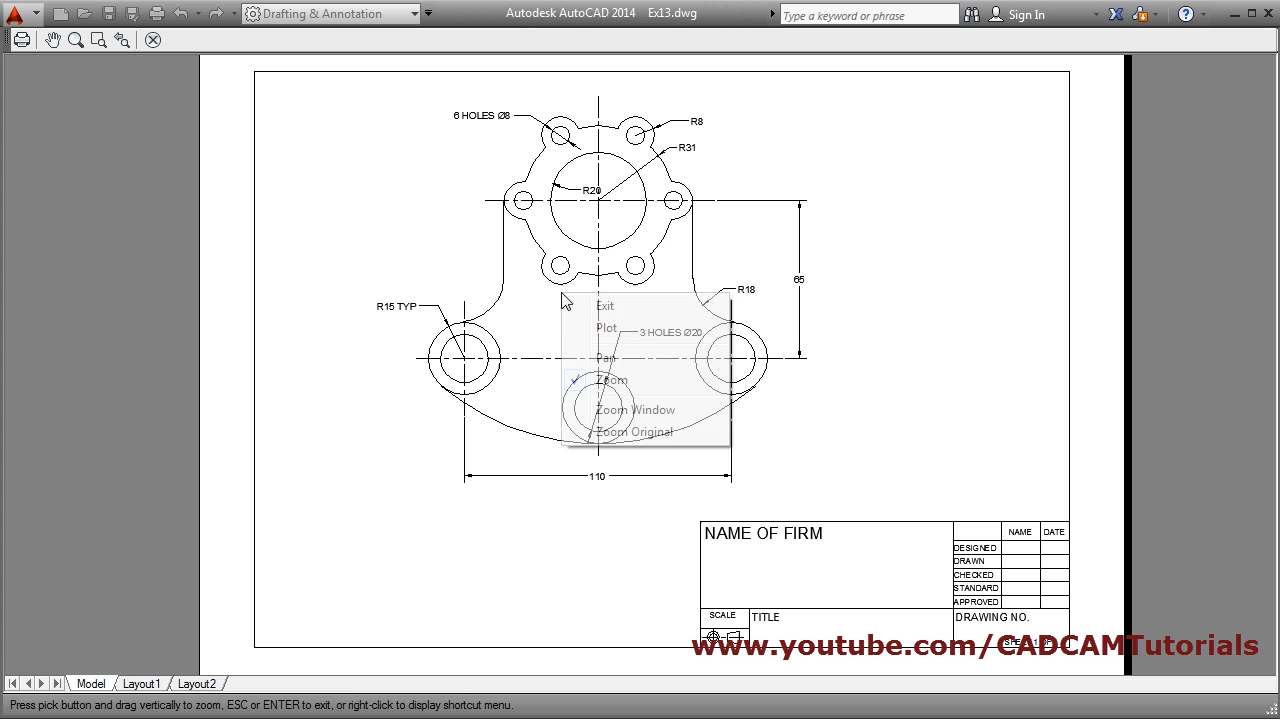 Drafting & Annotation
Autodesk AutoCAD 2014 Ex13.dwg
Type a keyword or phrase
Sign In
6 HOLES Ø8
R8
R31
R20
65
R18
R15 TYP
Exit
Plot
3 HOLES Ø20
Pan
Zoom
Zoom Window
Zoom Original
110
NAME OF FIRM
NAME DATE
DESIGNED
DRAWN
CHECKED
STANDARD
APPROVED
SCALE
TITLE
DRAWING NO.
www.youtube.com/CADCAMTutorials
Model Layout1 Layout2
Press pick button and drag vertically to zoom, ESC or ENTER to exit, or right-click to display shortcut menu.